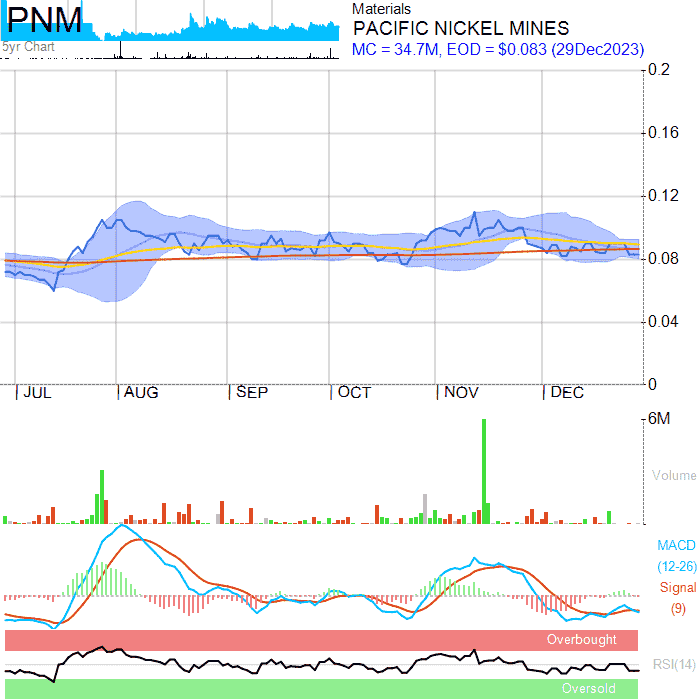 PNM
5yr Chart
Materials
PACIFIC NICKEL MINES
MC = 34.7M, EOD = $0.083 (29Dec2023)
0.2
0.16
0.12
0.08
0.04
0
JUL AUG SEP OCT NOV DEC
6M
Volume
MACD
(12-26)
Signal
(9)
Overbought
RSI(14)
Oversold